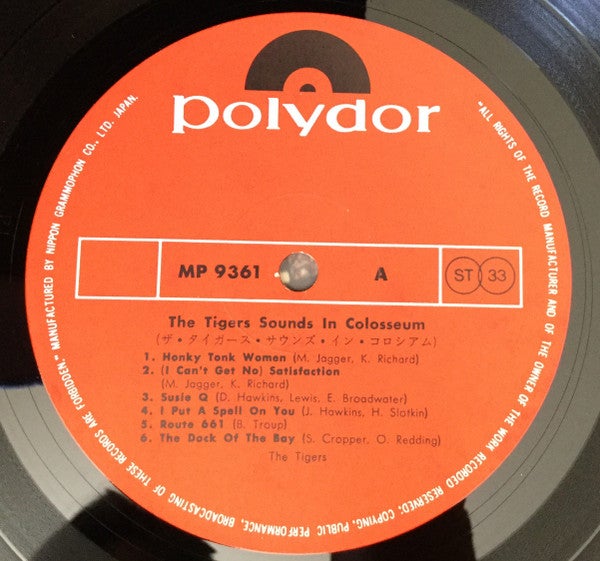 polydor
MP 9361 A ST 33
The Tigers Sounds In Colosseum
(ザ・タイガース・サウンズ・イン・コロシアム)
1. Honky Tonk Women (M. Jagger, K. Richard)
2. (I Can't Get No) Satisfaction
(M. Jagger, K. Richard)
3. Susie Q (D. Hawkins, Lewis, E. Broadwater)
4. I Put A Spell On You (J. Hawkins, H. Slotkin)
5. Route 661 (B. Troup)
6. The Dock Of The Bay (S. Cropper, O. Redding)
The Tigers
"ALL RIGHTS OF THE RECORD MANUFACTURER AND OF THE OWNER OF THE WORK RECORDED RESERVED; COPYING, PUBLIC PERFORMANCE, BROADCASTING OF THESE RECORDS ARE FORBIDDEN." MANUFACTURED BY NIPPON GRAMMOPHON CO., LTD. JAPAN.